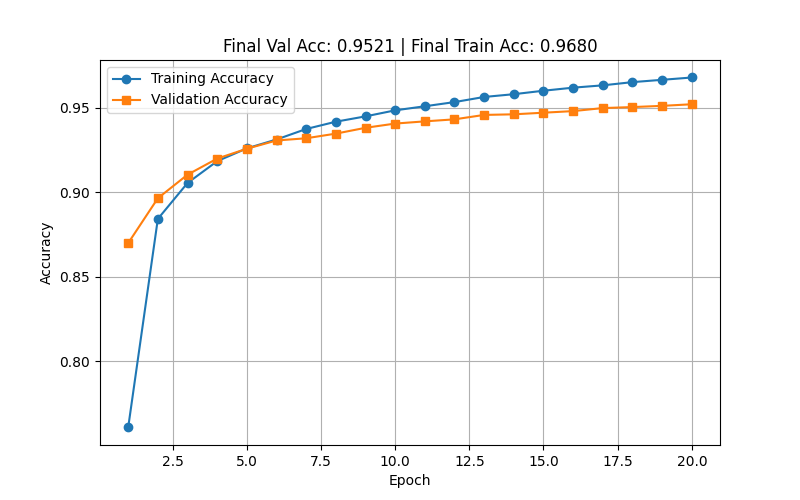 Final Val Acc: 0.9521 | Final Train Acc: 0.9680
Training Accuracy
Validation Accuracy
0.95
0.90
0.85
0.80
Accuracy
2.5 5.0 7.5 10.0 12.5 15.0 17.5 20.0
Epoch